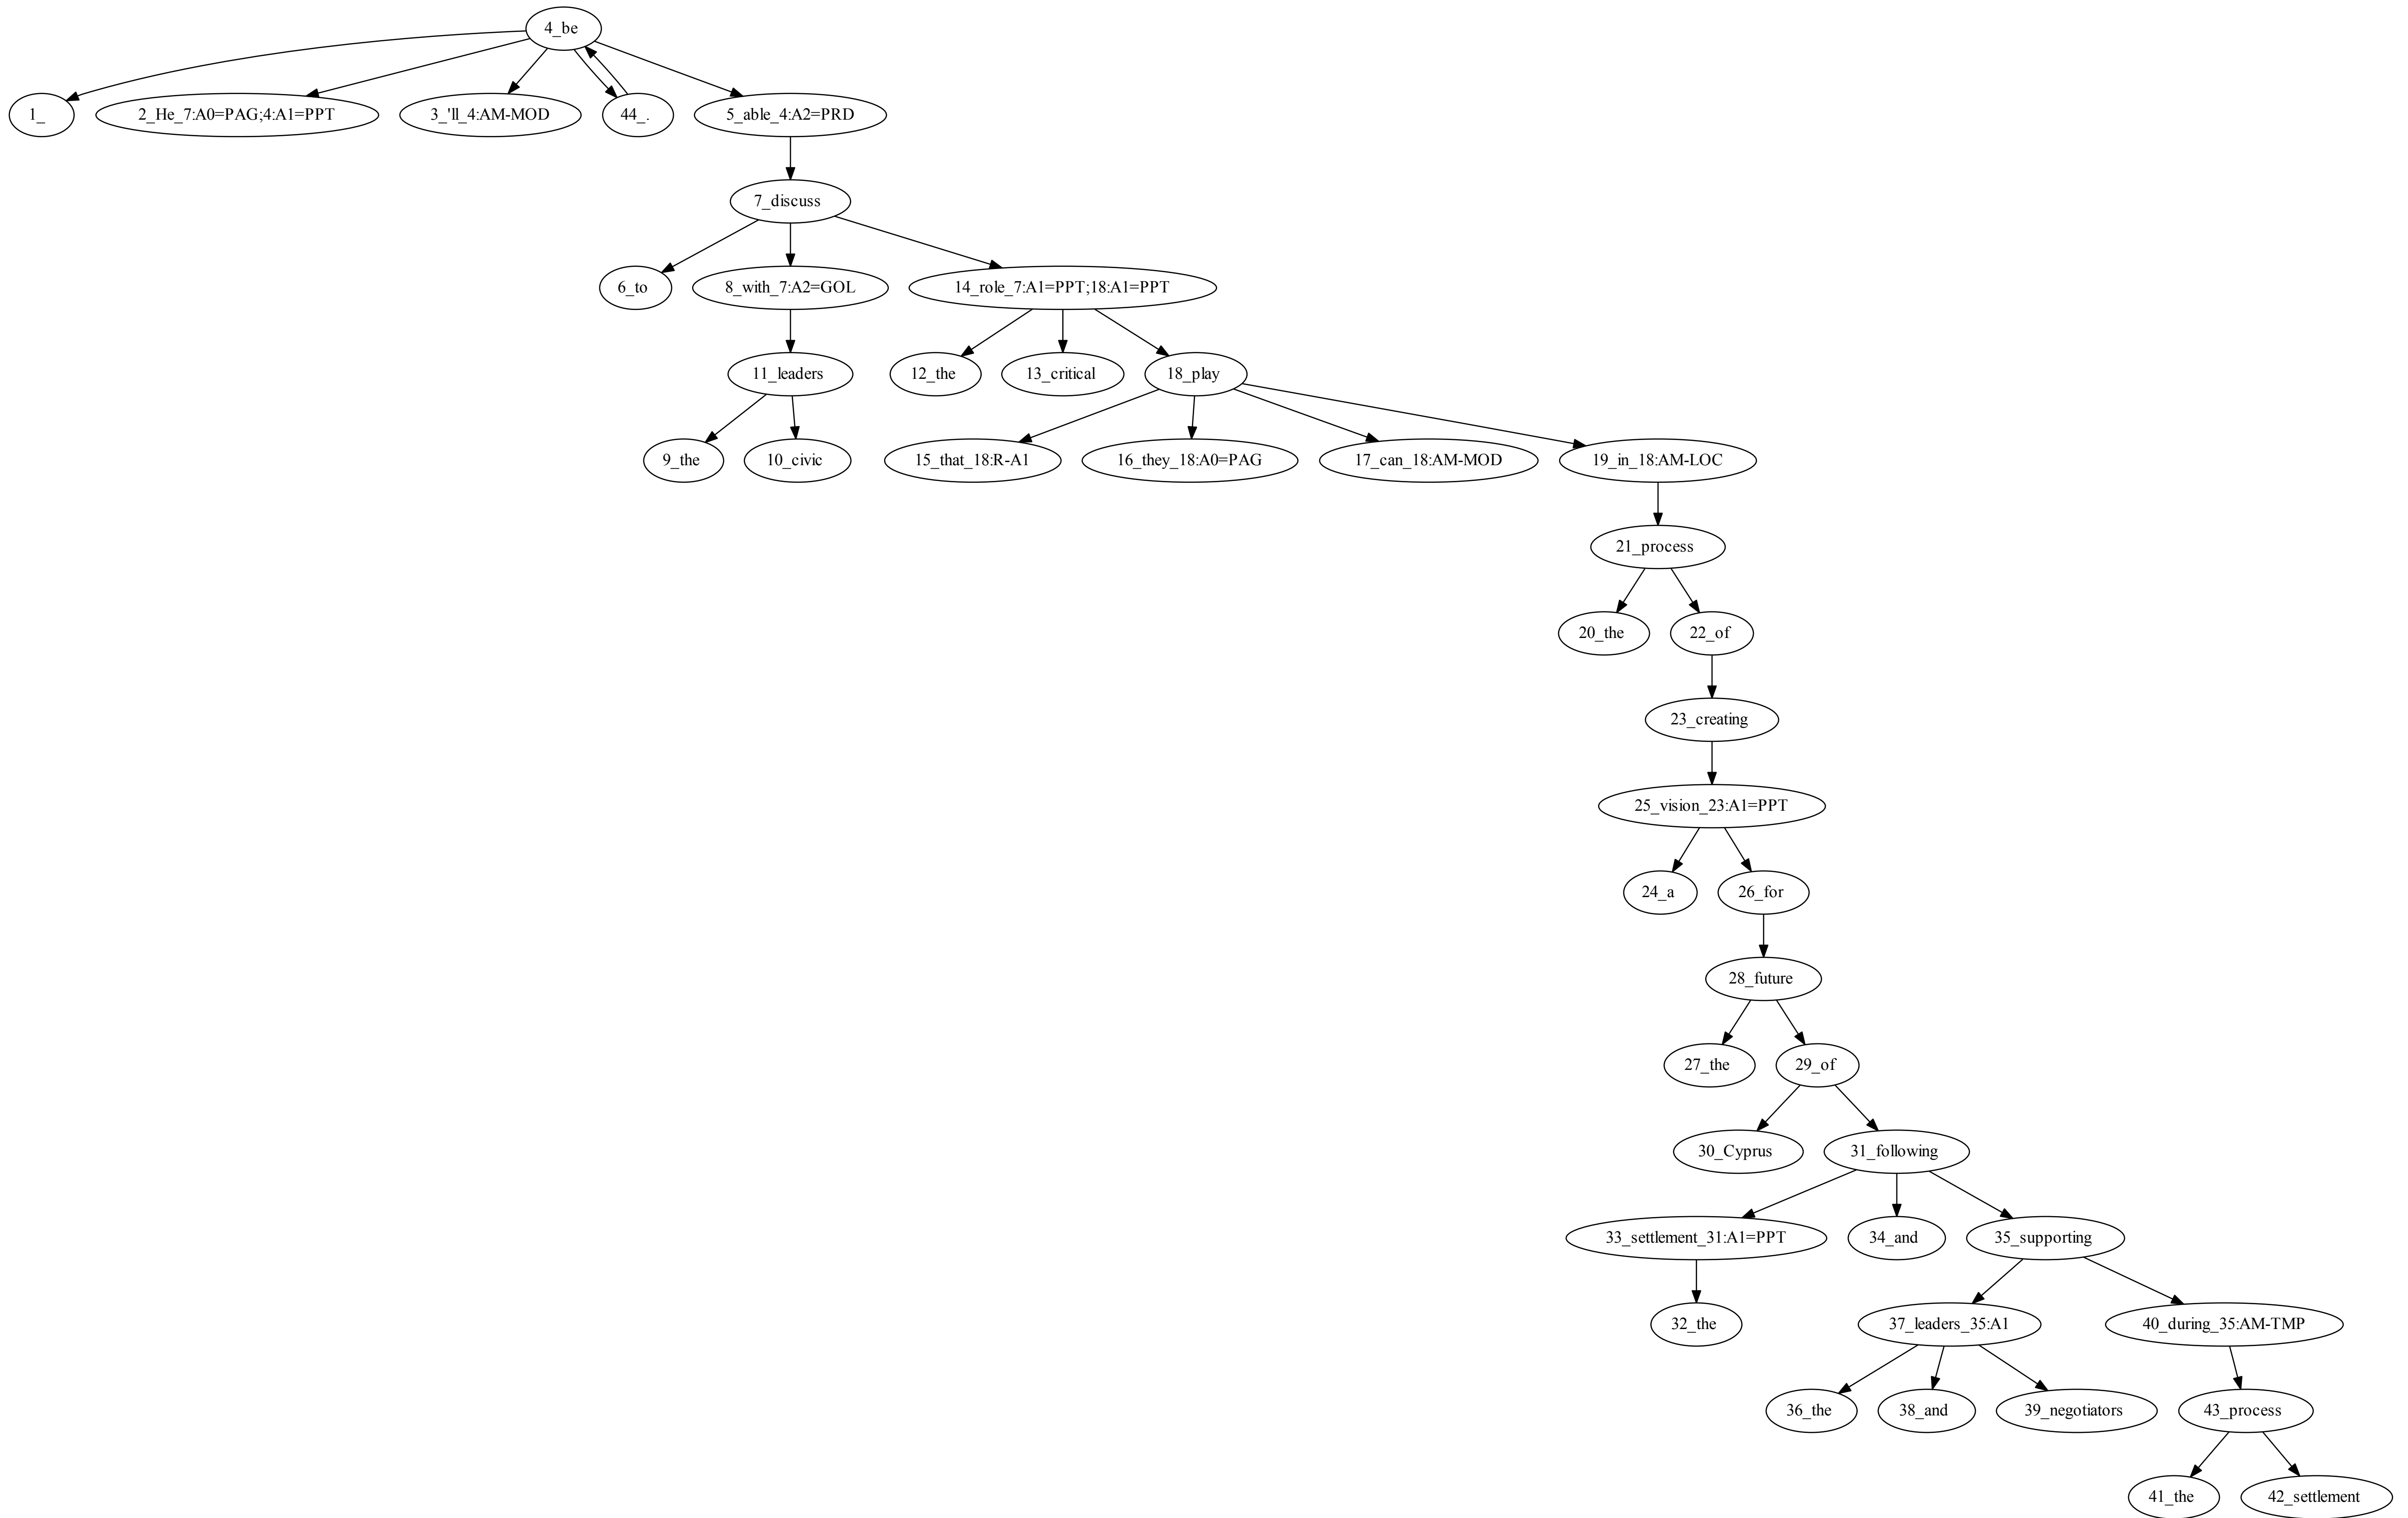 4_be
1_
2_He_7:A0=PAG;4:A1=PPT
3_'ll_4:AM-MOD
44_.
5_able_4:A2=PRD
7_discuss
6_to
8_with_7:A2=GOL
14_role_7:A1=PPT;18:A1=PPT
11_leaders
12_the
13_critical
18_play
9_the
10_civic
15_that_18:R-A1
16_they_18:A0=PAG
17_can_18:AM-MOD
19_in_18:AM-LOC
21_process
20_the
22_of
23_creating
25_vision_23:A1=PPT
24_a
26_for
28_future
27_the
29_of
30_Cyprus
31_following
33_settlement_31:A1=PPT
34_and
35_supporting
32_the
37_leaders_35:A1
40_during_35:AM-TMP
36_the
38_and
39_negotiators
43_process
41_the
42_settlement